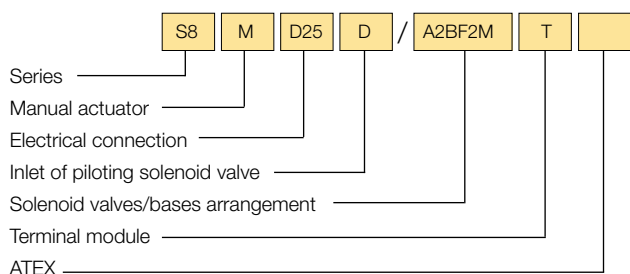 S8 M D25 D / A2BF2M T
Series
Manual actuator
Electrical connection
Inlet of piloting solenoid valve
Solenoid valves/bases arrangement
Terminal module
ATEX